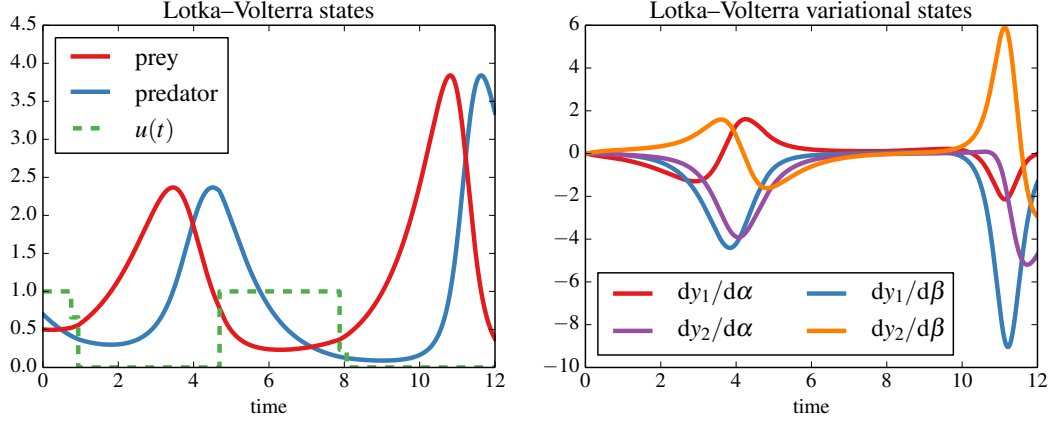 Lotka–Volterra states
4.5
4.0
3.5
3.0
2.5
2.0
1.5
1.0
0.5
0.0
prey
predator
u(t)
0 2 4 6 8 10 12
time
Lotka–Volterra variational states
6
4
2
0
−2
−4
−6
−8
−10
dy₁/dα dy₁/dβ
dy₂/dα dy₂/dβ
0 2 4 6 8 10 12
time